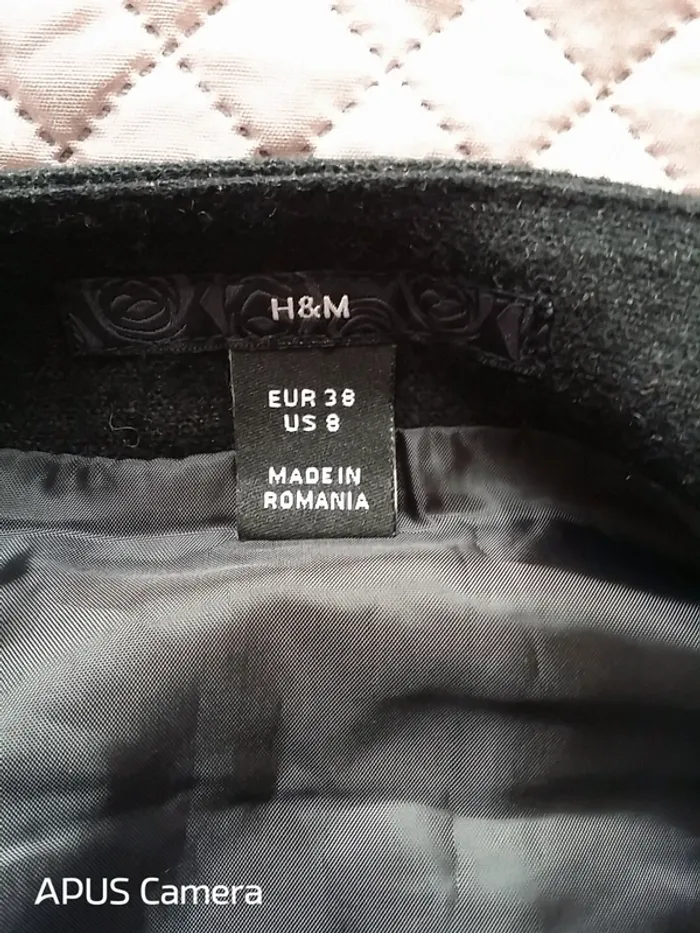 H&M
EUR 38
US 8
MADE IN
ROMANIA
APUS Camera